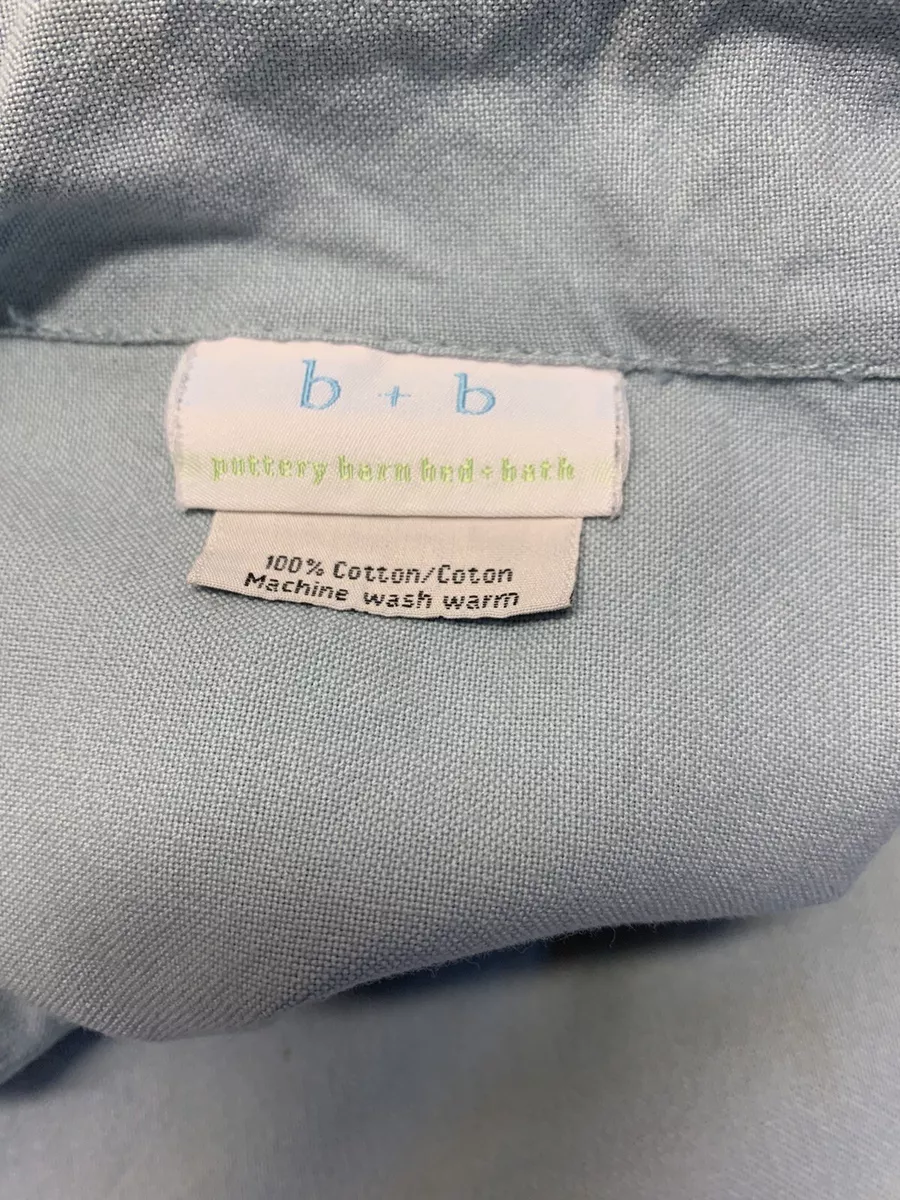 b + b
pottery barn bed + bath
100% Cotton/Coton
Machine wash warm